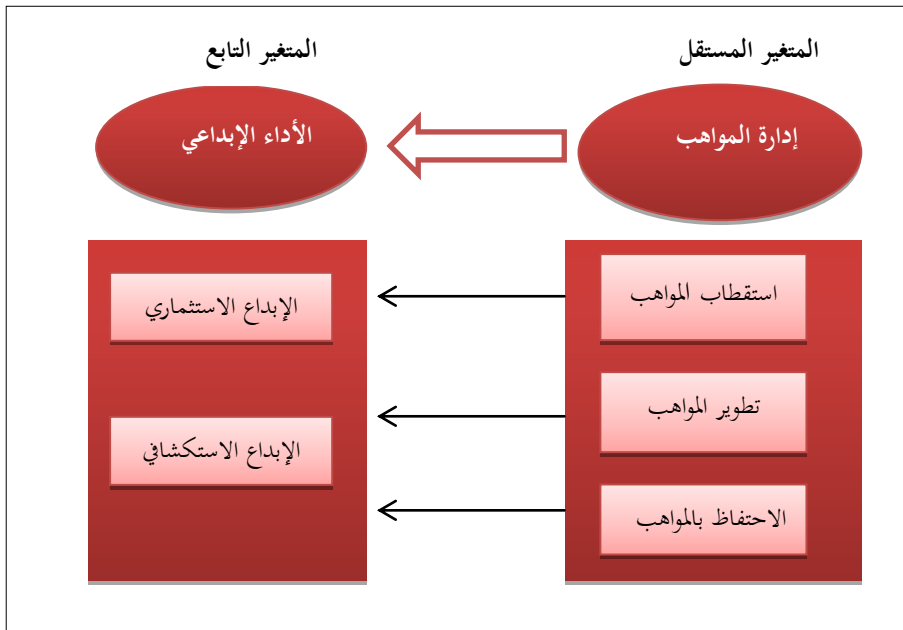 المتغير المستقل
المتغير التابع
إدارة المواهب
الأداء الإبداعي
استقطاب المواهب
تطوير المواهب
الاحتفاظ بالمواهب
الإبداع الاستثماري
الإبداع الاستكشافي